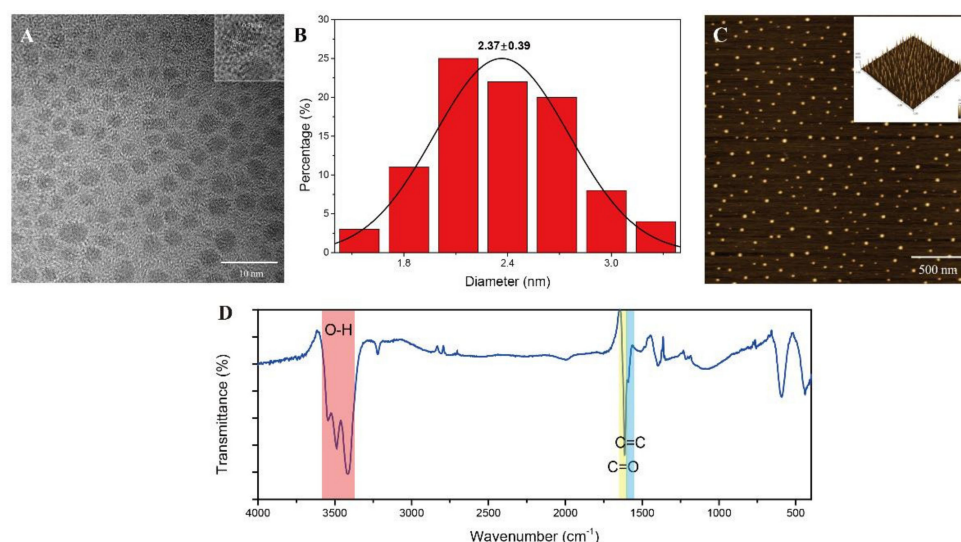 A
10 nm
B
2.37±0.39
30
25
20
15
10
5
0
Percentage (%)
1.8
2.4
3.0
Diameter (nm)
C
500 nm
D
O-H
C=C
C=O
Transmittance (%)
4000
3500
3000
2500
2000
1500
1000
500
Wavenumber (cm⁻¹)